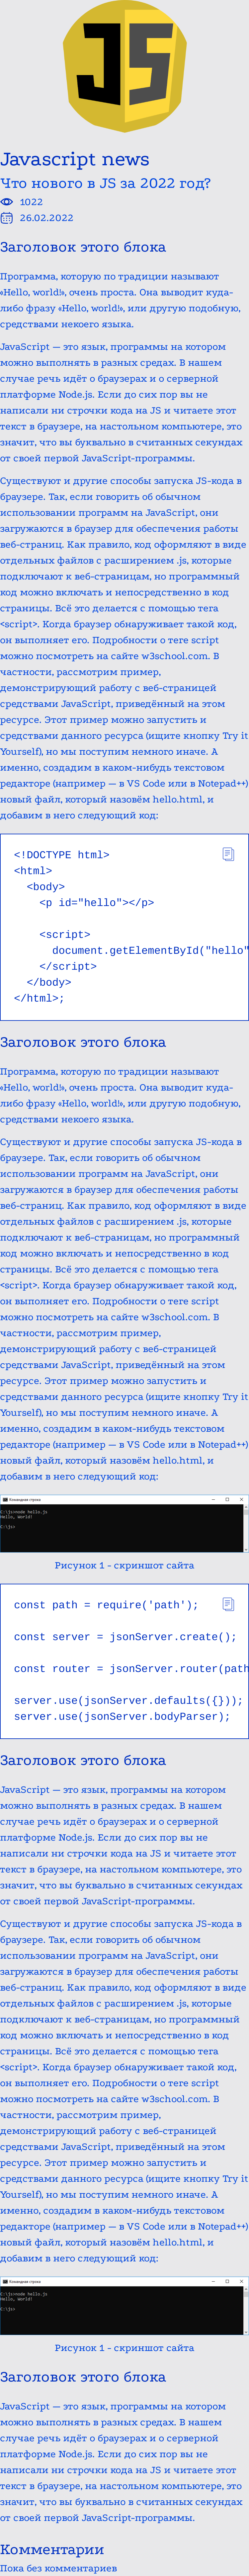 JS
Javascript news
Что нового в JS за 2022 год?
1022
26.02.2022
Заголовок этого блока
Программа, которую по традиции называют
«Hello, world!», очень проста. Она выводит куда-
либо фразу «Hello, world!», или другую подобную,
средствами некоего языка.
JavaScript — это язык, программы на котором
можно выполнять в разных средах. В нашем
случае речь идёт о браузерах и о серверной
платформе Node.js. Если до сих пор вы не
написали ни строчки кода на JS и читаете этот
текст в браузере, на настольном компьютере, это
значит, что вы буквально в считанных секундах
от своей первой JavaScript-программы.
Существуют и другие способы запуска JS-кода в
браузере. Так, если говорить об обычном
использовании программ на JavaScript, они
загружаются в браузер для обеспечения работы
веб-страниц. Как правило, код оформляют в виде
отдельных файлов с расширением .js, которые
подключают к веб-страницам, но программный
код можно включать и непосредственно в код
страницы. Всё это делается с помощью тега
<script>. Когда браузер обнаруживает такой код,
он выполняет его. Подробности о теге script
можно посмотреть на сайте w3school.com. В
частности, рассмотрим пример,
демонстрирующий работу с веб-страницей
средствами JavaScript, приведённый на этом
ресурсе. Этот пример можно запустить и
средствами данного ресурса (ищите кнопку Try it
Yourself), но мы поступим немного иначе. А
именно, создадим в каком-нибудь текстовом
редакторе (например — в VS Code или в Notepad++)
новый файл, который назовём hello.html, и
добавим в него следующий код:
<!DOCTYPE html>
<html>
<body>
<p id="hello"></p>
<script>
document.getElementById("hello"
</script>
</body>
</html>;
Заголовок этого блока
Программа, которую по традиции называют
«Hello, world!», очень проста. Она выводит куда-
либо фразу «Hello, world!», или другую подобную,
средствами некоего языка.
Существуют и другие способы запуска JS-кода в
браузере. Так, если говорить об обычном
использовании программ на JavaScript, они
загружаются в браузер для обеспечения работы
веб-страниц. Как правило, код оформляют в виде
отдельных файлов с расширением .js, которые
подключают к веб-страницам, но программный
код можно включать и непосредственно в код
страницы. Всё это делается с помощью тега
<script>. Когда браузер обнаруживает такой код,
он выполняет его. Подробности о теге script
можно посмотреть на сайте w3school.com. В
частности, рассмотрим пример,
демонстрирующий работу с веб-страницей
средствами JavaScript, приведённый на этом
ресурсе. Этот пример можно запустить и
средствами данного ресурса (ищите кнопку Try it
Yourself), но мы поступим немного иначе. А
именно, создадим в каком-нибудь текстовом
редакторе (например — в VS Code или в Notepad++)
новый файл, который назовём hello.html, и
добавим в него следующий код:
Командная строка
C:\js>node hello.js
Hello, World!
C:\js>
Рисунок 1 - скриншот сайта
const path = require('path');
const server = jsonServer.create();
const router = jsonServer.router(path
server.use(jsonServer.defaults({}));
server.use(jsonServer.bodyParser);
Заголовок этого блока
JavaScript — это язык, программы на котором
можно выполнять в разных средах. В нашем
случае речь идёт о браузерах и о серверной
платформе Node.js. Если до сих пор вы не
написали ни строчки кода на JS и читаете этот
текст в браузере, на настольном компьютере, это
значит, что вы буквально в считанных секундах
от своей первой JavaScript-программы.
Существуют и другие способы запуска JS-кода в
браузере. Так, если говорить об обычном
использовании программ на JavaScript, они
загружаются в браузер для обеспечения работы
веб-страниц. Как правило, код оформляют в виде
отдельных файлов с расширением .js, которые
подключают к веб-страницам, но программный
код можно включать и непосредственно в код
страницы. Всё это делается с помощью тега
<script>. Когда браузер обнаруживает такой код,
он выполняет его. Подробности о теге script
можно посмотреть на сайте w3school.com. В
частности, рассмотрим пример,
демонстрирующий работу с веб-страницей
средствами JavaScript, приведённый на этом
ресурсе. Этот пример можно запустить и
средствами данного ресурса (ищите кнопку Try it
Yourself), но мы поступим немного иначе. А
именно, создадим в каком-нибудь текстовом
редакторе (например — в VS Code или в Notepad++)
новый файл, который назовём hello.html, и
добавим в него следующий код:
Командная строка
C:\js>node hello.js
Hello, World!
C:\js>
Рисунок 1 - скриншот сайта
Заголовок этого блока
JavaScript — это язык, программы на котором
можно выполнять в разных средах. В нашем
случае речь идёт о браузерах и о серверной
платформе Node.js. Если до сих пор вы не
написали ни строчки кода на JS и читаете этот
текст в браузере, на настольном компьютере, это
значит, что вы буквально в считанных секундах
от своей первой JavaScript-программы.
Комментарии
Пока без комментариев